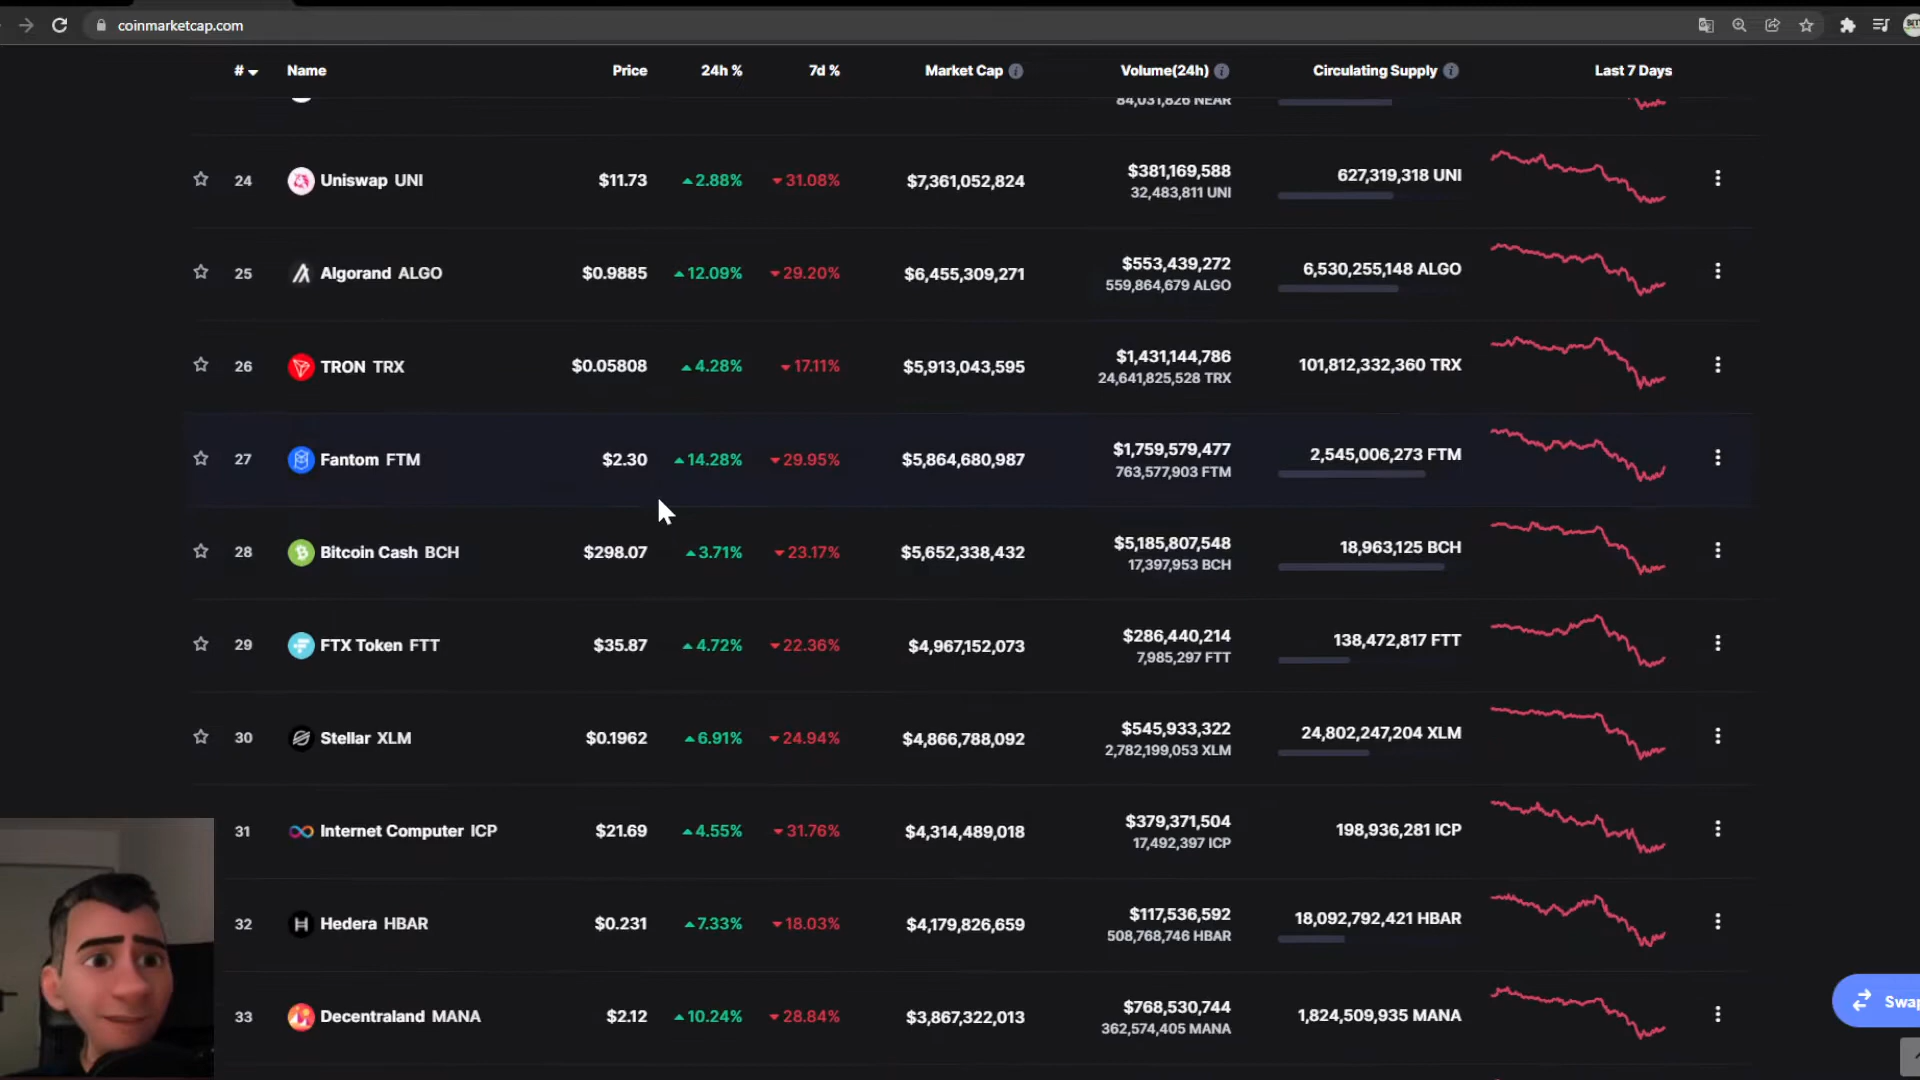 coinmarketcap.com
# Name Price 24h % 7d % Market Cap Volume(24h) Circulating Supply Last 7 Days
84,031,826 NEAR
24 Uniswap UNI $11.73 2.88% 31.08% $7,361,052,824 $381,169,588 627,319,318 UNI
32,483,811 UNI
25 Algorand ALGO $0.9885 12.09% 29.20% $6,455,309,271 $553,439,272 6,530,255,148 ALGO
559,864,679 ALGO
26 TRON TRX $0.05808 4.28% 17.11% $5,913,043,595 $1,431,144,786 101,812,332,360 TRX
24,641,825,528 TRX
27 Fantom FTM $2.30 14.28% 29.95% $5,864,680,987 $1,759,579,477 2,545,006,273 FTM
763,577,903 FTM
28 Bitcoin Cash BCH $298.07 3.71% 23.17% $5,652,338,432 $5,185,807,548 18,963,125 BCH
17,397,953 BCH
29 FTX Token FTT $35.87 4.72% 22.36% $4,967,152,073 $286,440,214 138,472,817 FTT
7,985,297 FTT
30 Stellar XLM $0.1962 6.91% 24.94% $4,866,788,092 $545,933,322 24,802,247,204 XLM
2,782,199,053 XLM
31 Internet Computer ICP $21.69 4.55% 31.76% $4,314,489,018 $379,371,504 198,936,281 ICP
17,492,397 ICP
32 Hedera HBAR $0.231 7.33% 18.03% $4,179,826,659 $117,536,592 18,092,792,421 HBAR
508,768,746 HBAR
33 Decentraland MANA $2.12 10.24% 28.84% $3,867,322,013 $768,530,744 1,824,509,935 MANA
362,574,405 MANA
Swap